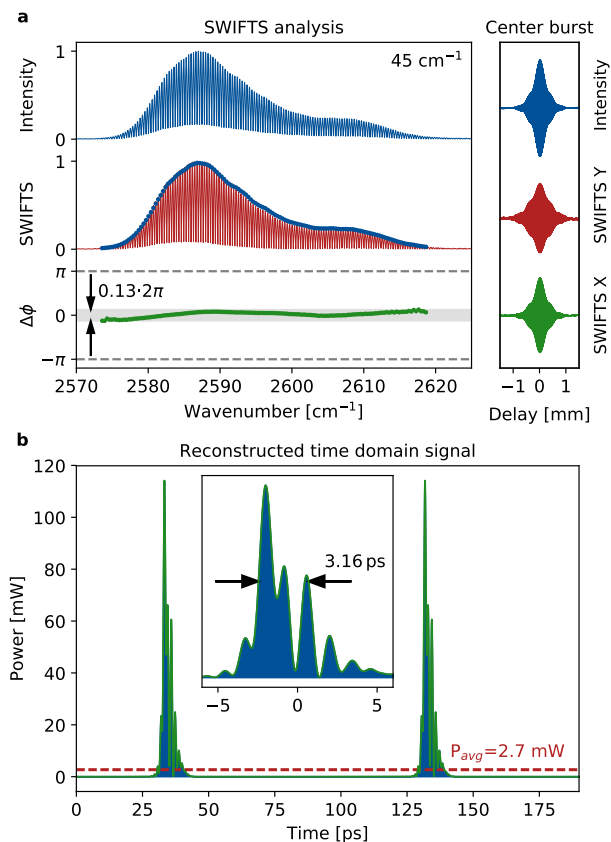 a
SWIFTS analysis
Center burst
45 cm⁻¹
1
0
Intensity
1
0
SWIFTS
π
0
−π
Δϕ
0.13·2π
2570 2580 2590 2600 2610 2620
Wavenumber [cm⁻¹]
Intensity
SWIFTS Y
SWIFTS X
−1 0 1
Delay [mm]
b
Reconstructed time domain signal
120
100
80
60
40
20
0
Power [mW]
3.16 ps
−5 0 5
P_avg=2.7 mW
0 25 50 75 100 125 150 175
Time [ps]